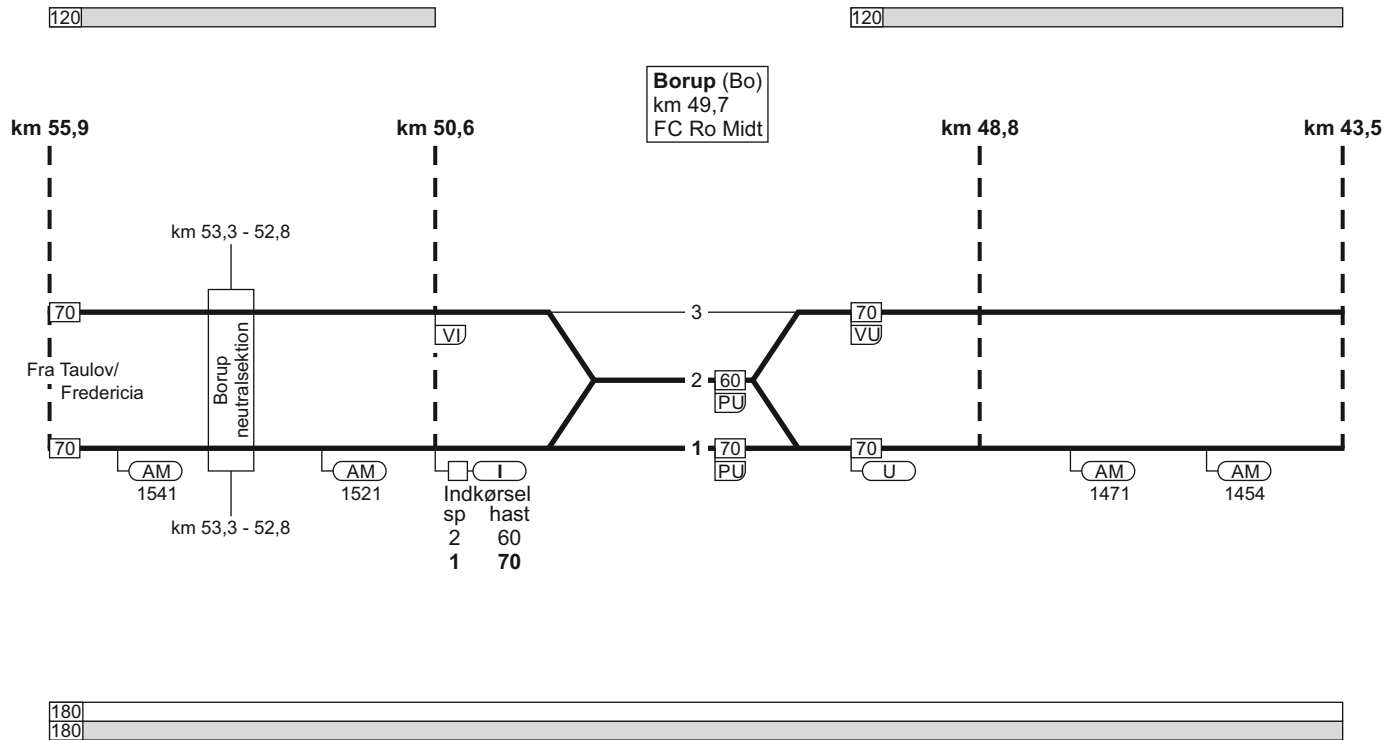 120
120
Borup (Bo)
km 49,7
FC Ro Midt
km 55,9
km 50,6
km 48,8
km 43,5
km 53,3 - 52,8
70
3
70
VI
VU
Fra Taulov/
Fredericia
Borup
neutralsektion
2
60
PU
70
1
70
70
AM
1541
AM
1521
I
PU
U
AM
1471
AM
1454
Indkørsel
sp hast
2 60
1 70
km 53,3 - 52,8
180
180